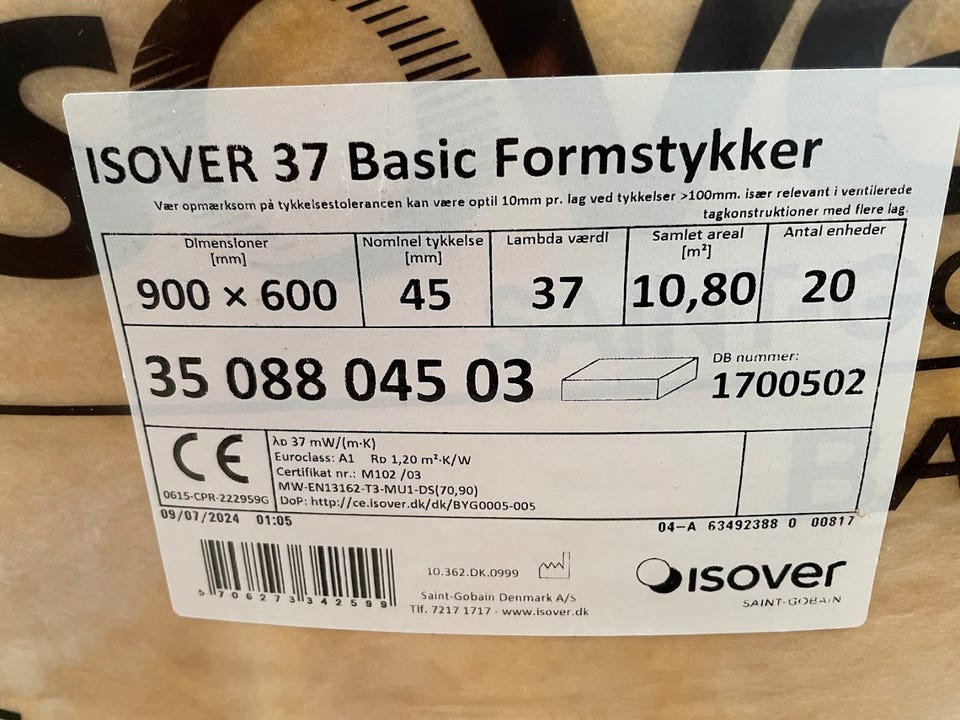 ISOVER 37 Basic Formstykker
Vær opmærksom på tykkelsestolerancen kan være optil 10mm pr. lag ved tykkelser >100mm. især relevant i ventilerede
tagkonstruktioner med flere lag.
Dimensioner
[mm]
900 × 600
Nominel tykkelse
[mm]
45
Lambda værdi
37
Samlet areal
[m²]
10,80
Antal enheder
20
35 088 045 03
DB nummer:
1700502
CE
0615-CPR-222959G
λD 37 mW/(m·K)
Euroclass: A1 RD 1,20 m²·K/W
Certifikat nr.: M102 /03
MW-EN13162-T3-MU1-DS(70,90)
DoP: http://ce.isover.dk/dk/BYG0005-005
09/07/2024 01:05
04-A 63492388 0 00817
5706273342599
10.362.DK.0999
Saint-Gobain Denmark A/S
Tlf. 7217 1717 - www.isover.dk
isover
SAINT-GOBAIN